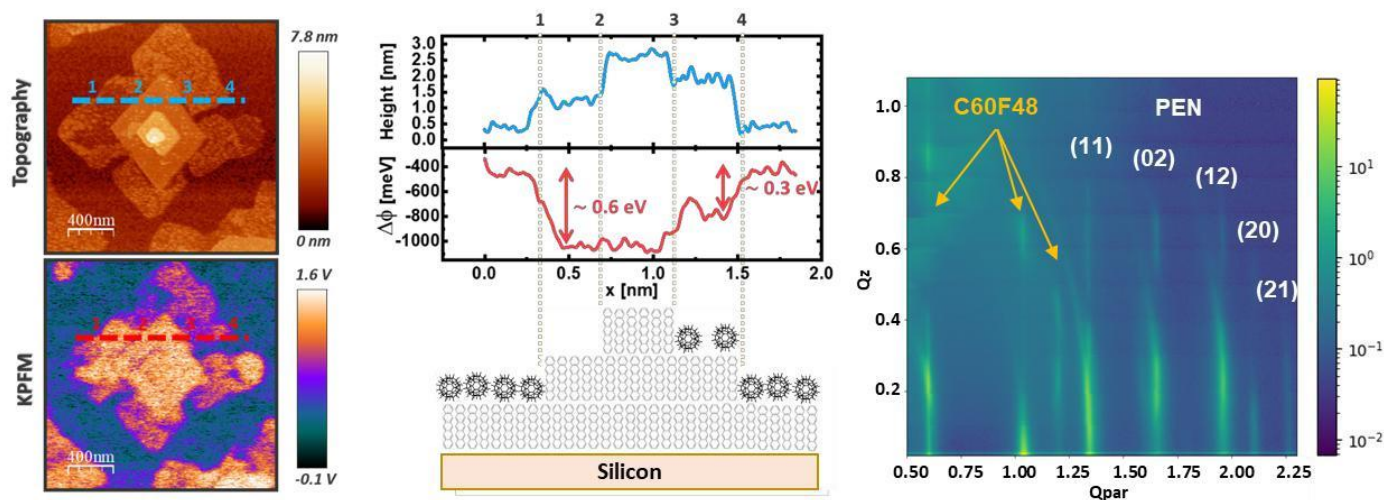 Topography
1 2 3 4
400nm
7.8 nm
0 nm
KPFM
1 2 3 4
400nm
1.6 V
-0.1 V
1 2 3 4
Height [nm]
3.0
2.0
1.5
0.5
0.0
Δϕ [meV]
-400
-600
-800
-1000
~ 0.6 eV
~ 0.3 eV
0.0 0.5 1.0 1.5 2.0
x [nm]
Silicon
C60F48
PEN
(11)
(02)
(12)
(20)
(21)
Qz
1.0
0.8
0.6
0.4
0.2
0.50 0.75 1.00 1.25 1.50 1.75 2.00 2.25
Qpar
10¹
10⁰
10⁻¹
10⁻²